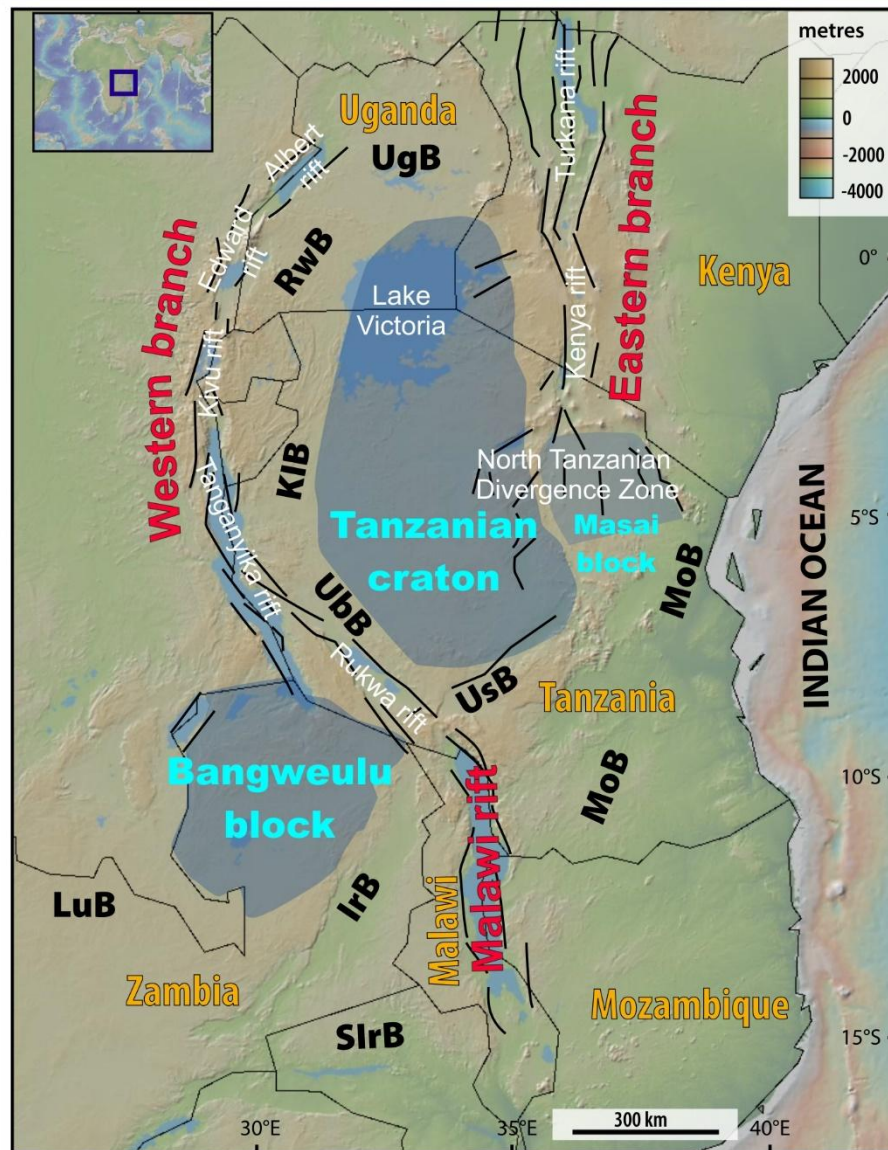 metres
2000
0
-2000
-4000
Uganda
UgB
Albert
rift
Turkana rift
Eastern branch
Edward
rift
RwB
Western branch
Kenya
0°
Lake
Victoria
Kenya rift
Kivu rift
KIB
North Tanzanian
Divergence Zone
Tanganyika rift
Tanzanian
craton
Masai
block
5°S
INDIAN OCEAN
MoB
UbB
Rukwa rift
UsB
Tanzania
Bangweulu
block
MoB
10°S
Malawi rift
Malawi
IrB
LuB
Zambia
Mozambique
SIrB
15°S
30°E
35°E
300 km
40°E